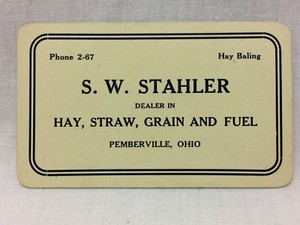 Phone 2-67 Hay Baling
S. W. STAHLER
DEALER IN
HAY, STRAW, GRAIN AND FUEL
PEMBERVILLE, OHIO